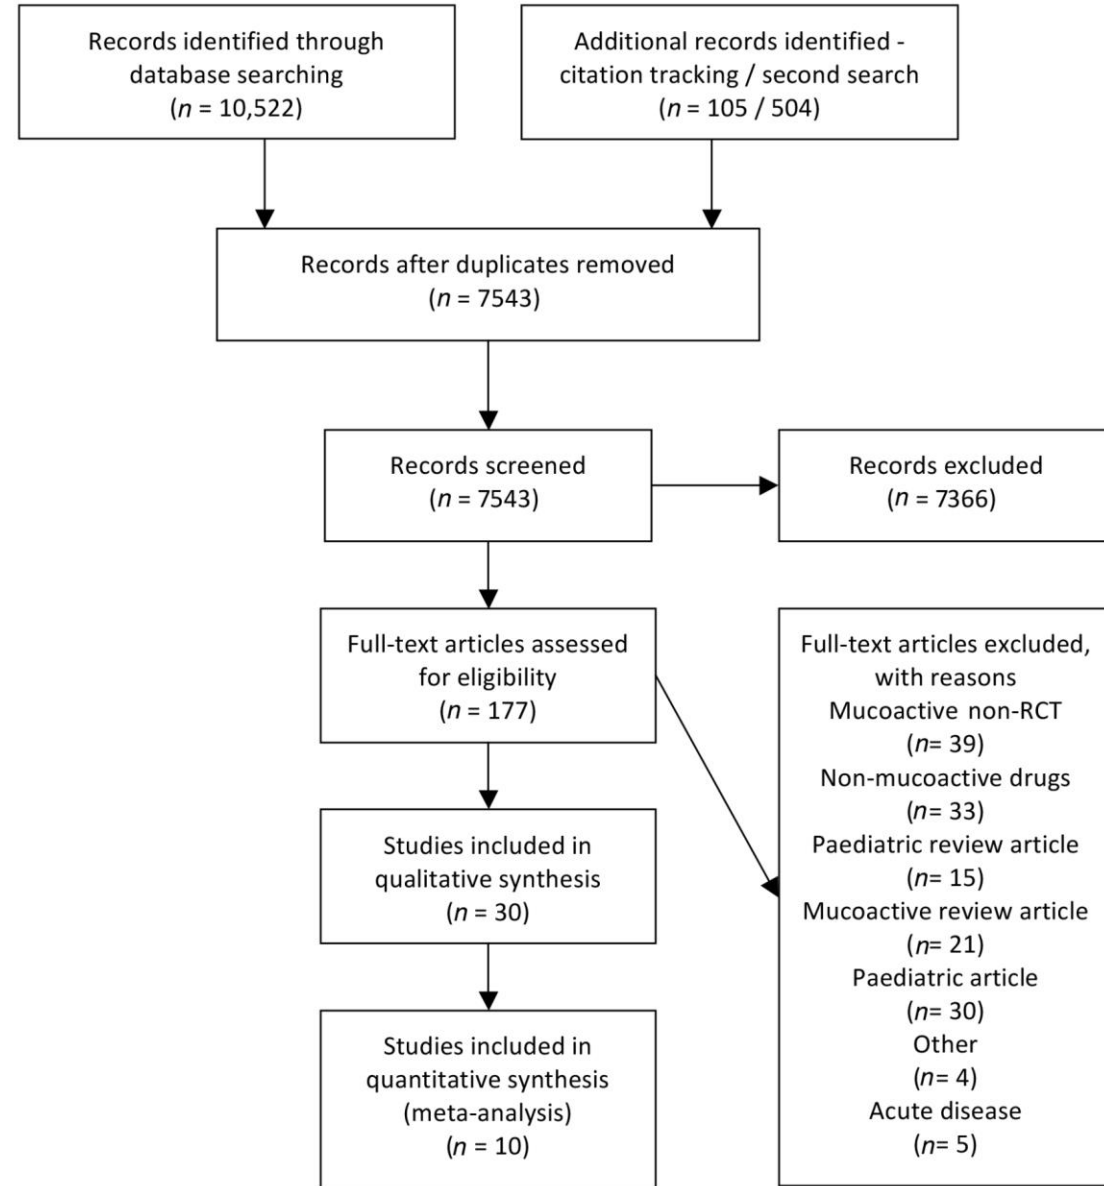 Records identified through
database searching
(n = 10,522)
Additional records identified -
citation tracking / second search
(n = 105 / 504)
Records after duplicates removed
(n = 7543)
Records screened
(n = 7543)
Records excluded
(n = 7366)
Full-text articles assessed
for eligibility
(n = 177)
Full-text articles excluded,
with reasons
Mucoactive non-RCT
(n= 39)
Non-mucoactive drugs
(n= 33)
Paediatric review article
(n= 15)
Mucoactive review article
(n= 21)
Paediatric article
(n= 30)
Other
(n= 4)
Acute disease
(n= 5)
Studies included in
qualitative synthesis
(n = 30)
Studies included in
quantitative synthesis
(meta-analysis)
(n = 10)